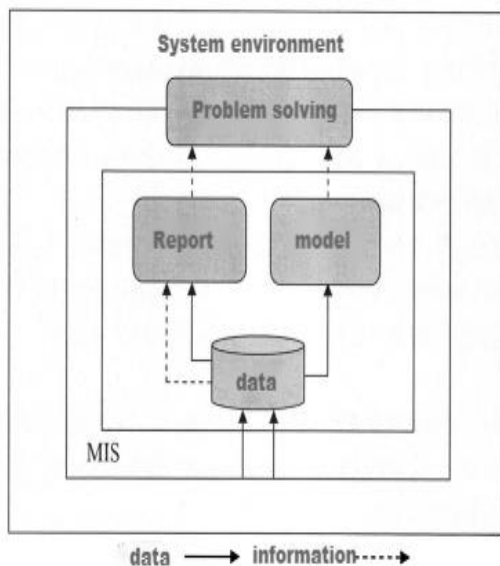 System environment
Problem solving
Report
model
data
MIS
data
information